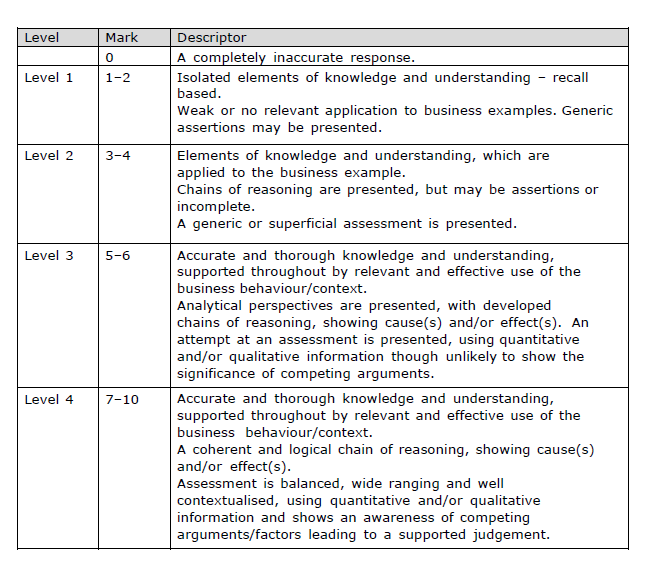 Level Mark Descriptor
0 A completely inaccurate response.
Level 1 1–2 Isolated elements of knowledge and understanding – recall
based.
Weak or no relevant application to business examples. Generic
assertions may be presented.
Level 2 3–4 Elements of knowledge and understanding, which are
applied to the business example.
Chains of reasoning are presented, but may be assertions or
incomplete.
A generic or superficial assessment is presented.
Level 3 5–6 Accurate and thorough knowledge and understanding,
supported throughout by relevant and effective use of the
business behaviour/context.
Analytical perspectives are presented, with developed
chains of reasoning, showing cause(s) and/or effect(s). An
attempt at an assessment is presented, using quantitative
and/or qualitative information though unlikely to show the
significance of competing arguments.
Level 4 7–10 Accurate and thorough knowledge and understanding,
supported throughout by relevant and effective use of the
business behaviour/context.
A coherent and logical chain of reasoning, showing cause(s)
and/or effect(s).
Assessment is balanced, wide ranging and well
contextualised, using quantitative and/or qualitative
information and shows an awareness of competing
arguments/factors leading to a supported judgement.